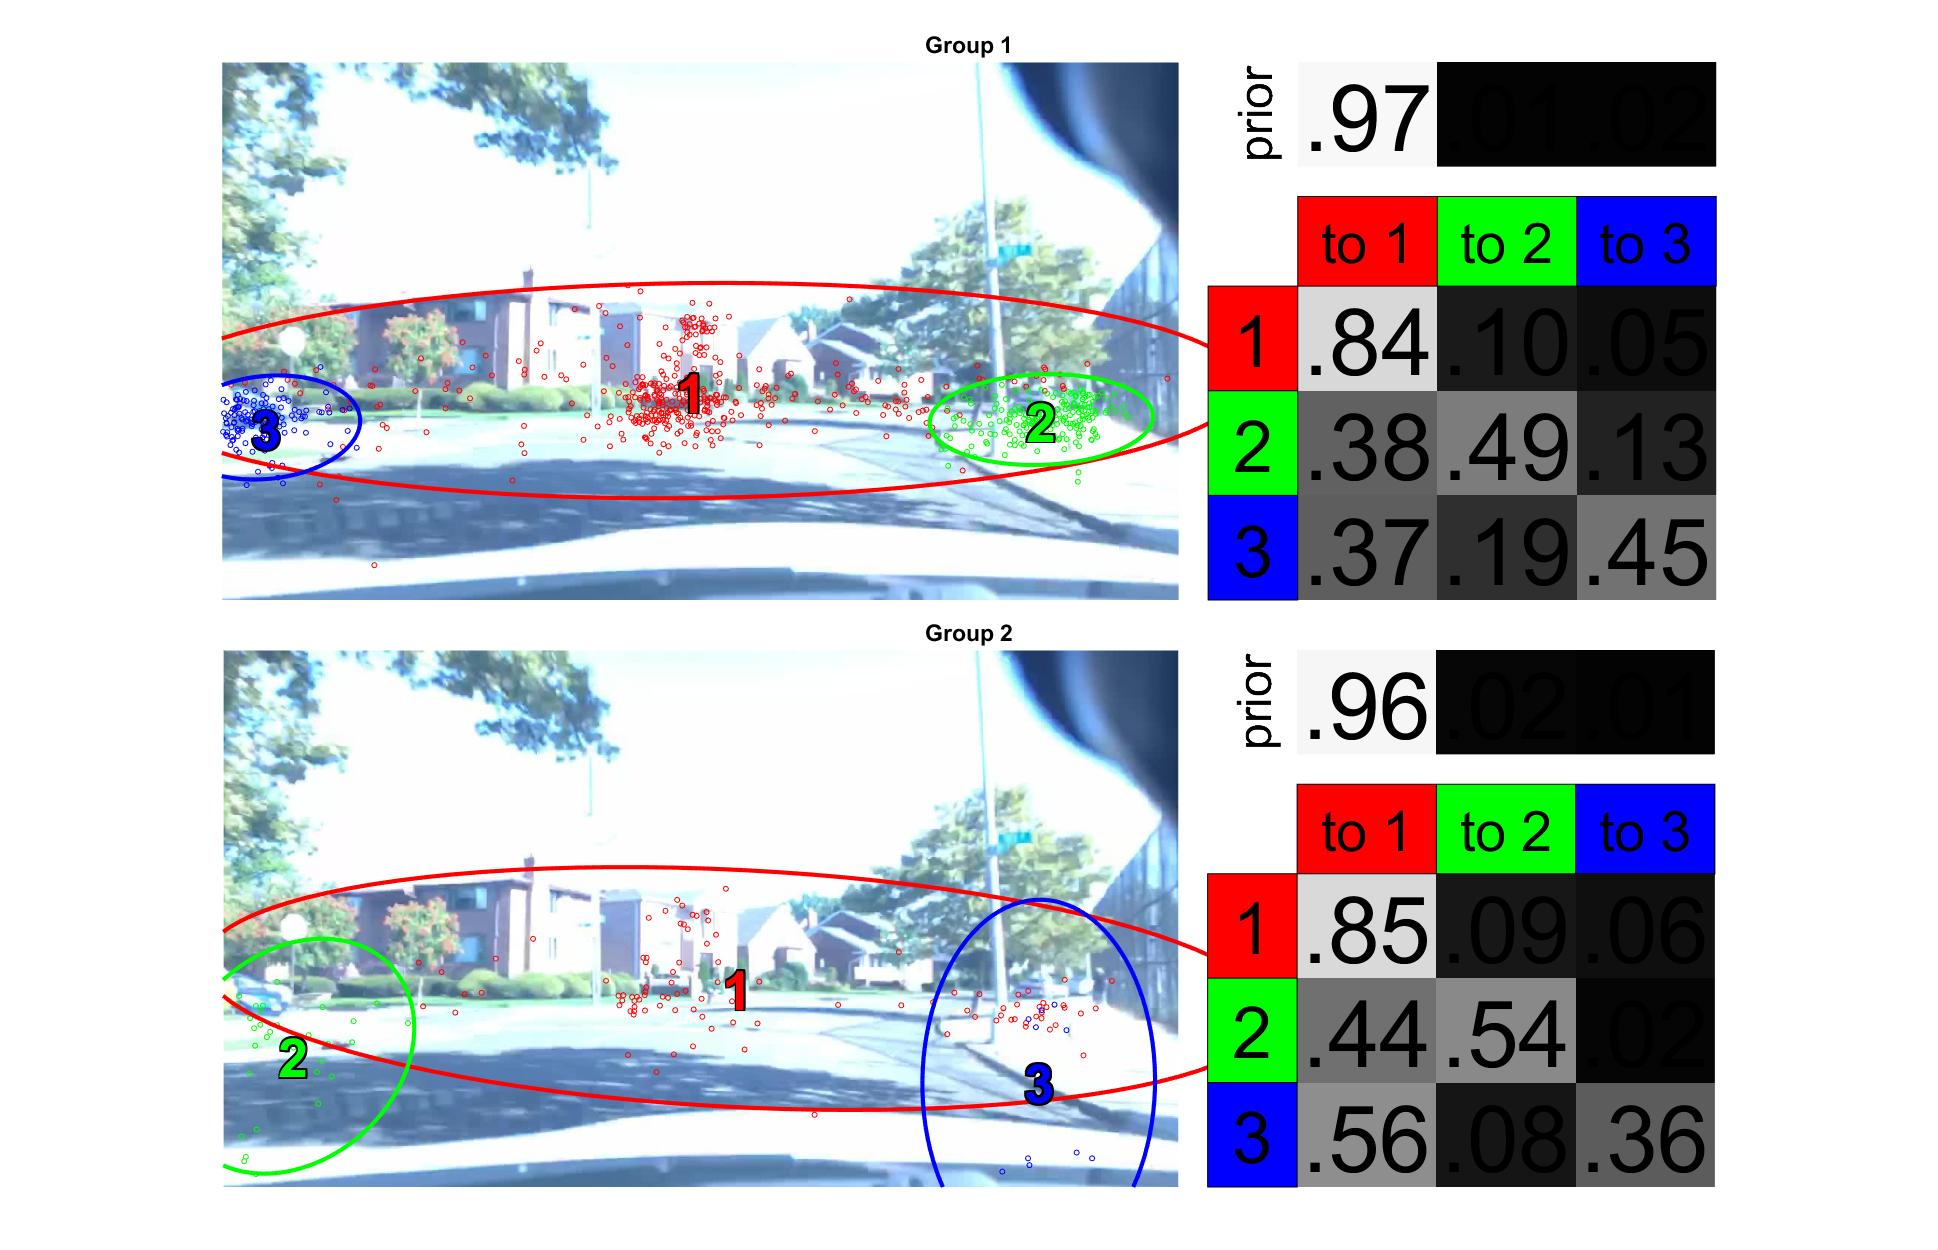 Group 1
prior .97 .01 .02
to 1 to 2 to 3
1 .84 .10 .05
2 .38 .49 .13
3 .37 .19 .45
1
2
3
Group 2
prior .96 .02 .01
to 1 to 2 to 3
1 .85 .09 .06
2 .44 .54 .02
3 .56 .08 .36
1
2
3